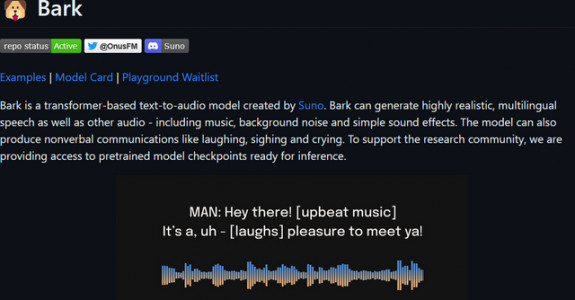 Bark
repo status Active @OnusFM Suno
Examples | Model Card | Playground Waitlist
Bark is a transformer-based text-to-audio model created by Suno. Bark can generate highly realistic, multilingual
speech as well as other audio - including music, background noise and simple sound effects. The model can also
produce nonverbal communications like laughing, sighing and crying. To support the research community, we are
providing access to pretrained model checkpoints ready for inference.
MAN: Hey there! [upbeat music]
It's a, uh - [laughs] pleasure to meet ya!